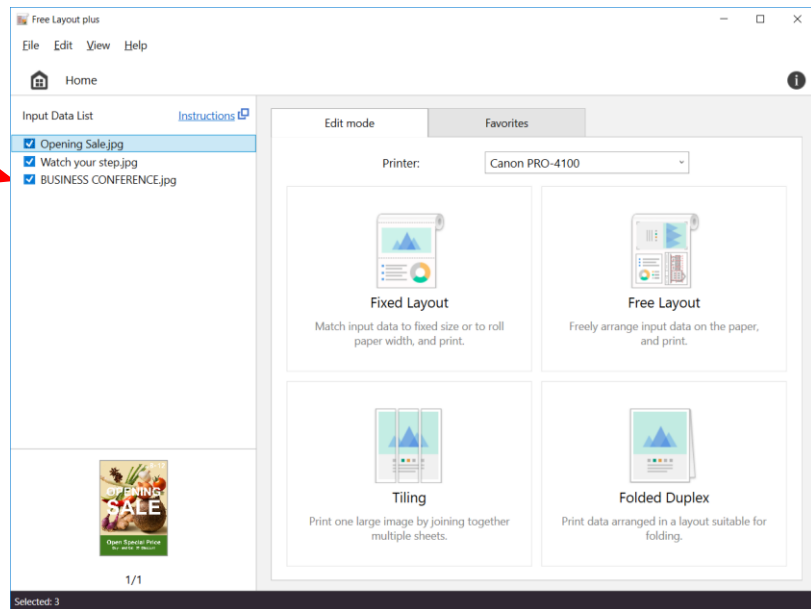 Free Layout plus
File Edit View Help
Home
Input Data List Instructions
Opening Sale.jpg
Watch your step.jpg
BUSINESS CONFERENCE.jpg
Edit mode Favorites
Printer: Canon PRO-4100
Fixed Layout
Match input data to fixed size or to roll
paper width, and print.
Free Layout
Freely arrange input data on the paper,
and print.
Tiling
Print one large image by joining together
multiple sheets.
Folded Duplex
Print data arranged in a layout suitable for
folding.
OPENING
SALE
Open Special Price
1/1
Selected: 3